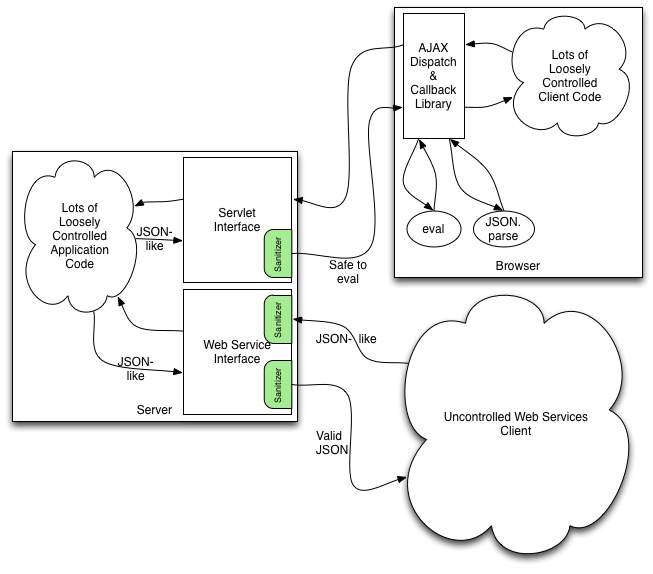 AJAX
Dispatch
&
Callback
Library
Lots of
Loosely
Controlled
Client Code
eval
JSON.
parse
Browser
Lots of
Loosely
Controlled
Application
Code
JSON-
like
Servlet
Interface
Sanitizer
Safe to
eval
Sanitizer
Web Service
Interface
Sanitizer
JSON-
like
Server
JSON- like
Valid
JSON
Uncontrolled Web Services
Client